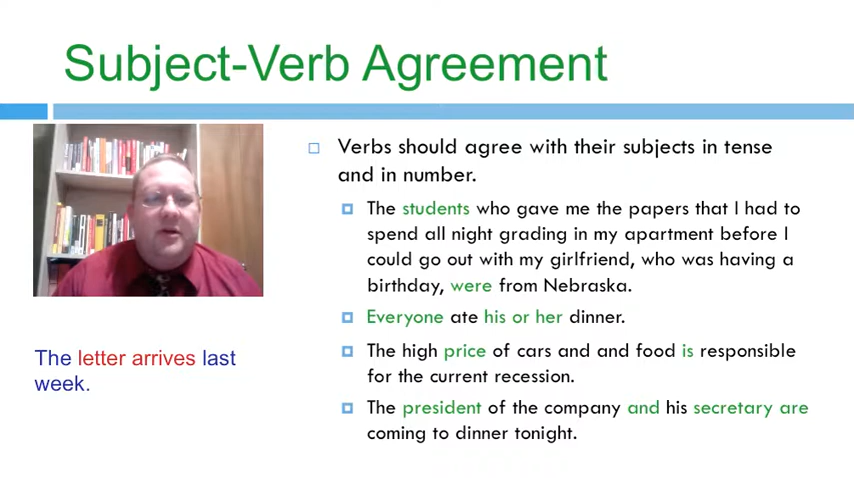 Subject-Verb Agreement
Verbs should agree with their subjects in tense
and in number.
The students who gave me the papers that I had to
spend all night grading in my apartment before I
could go out with my girlfriend, who was having a
birthday, were from Nebraska.
Everyone ate his or her dinner.
The high price of cars and and food is responsible
for the current recession.
The president of the company and his secretary are
coming to dinner tonight.
The letter arrives last
week.